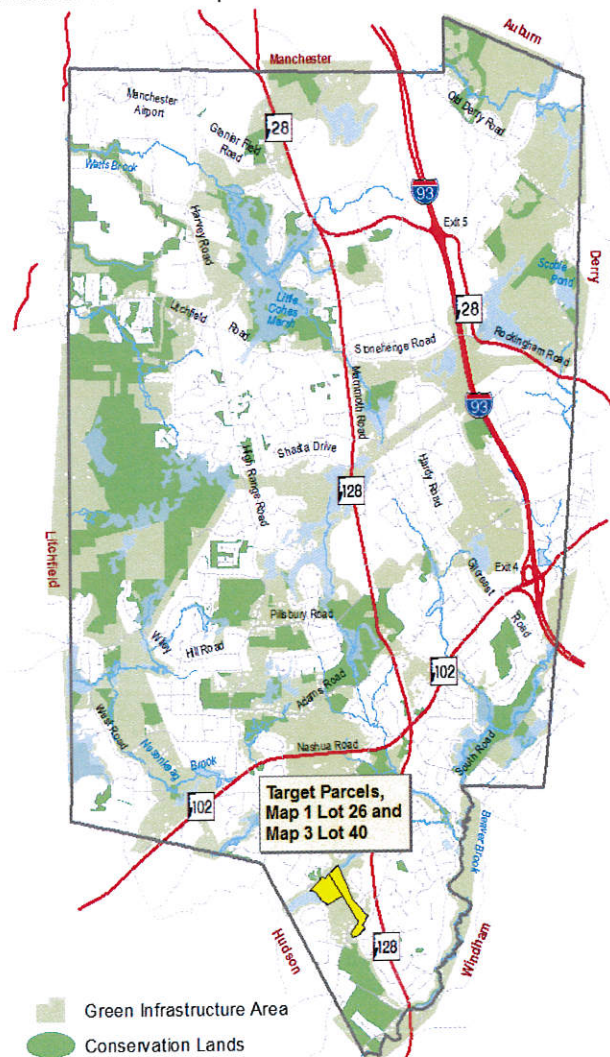 Auburn
Manchester
Manchester
Airport
Old Derry Road
28
Grenier Field
Road
Watts Brook
93
Exit 5
Harvey Road
Derry
Scobie
Pond
Little
Cohas
Marsh
28
Litchfield
Road
Rockingham Road
Stonehenge Road
Mammoth Road
93
Shasta Drive
High Range Road
Hardy Road
128
Litchfield
Exit 4
Gilcreast
Road
Pillsbury Road
Wiley
Hill Road
102
Adams Road
West Road
Nesenkeag
Brook
Nashua Road
South Road
102
Target Parcels,
Map 1 Lot 26 and
Map 3 Lot 40
Beaver Brook
Hudson
128
Windham
Green Infrastructure Area
Conservation Lands